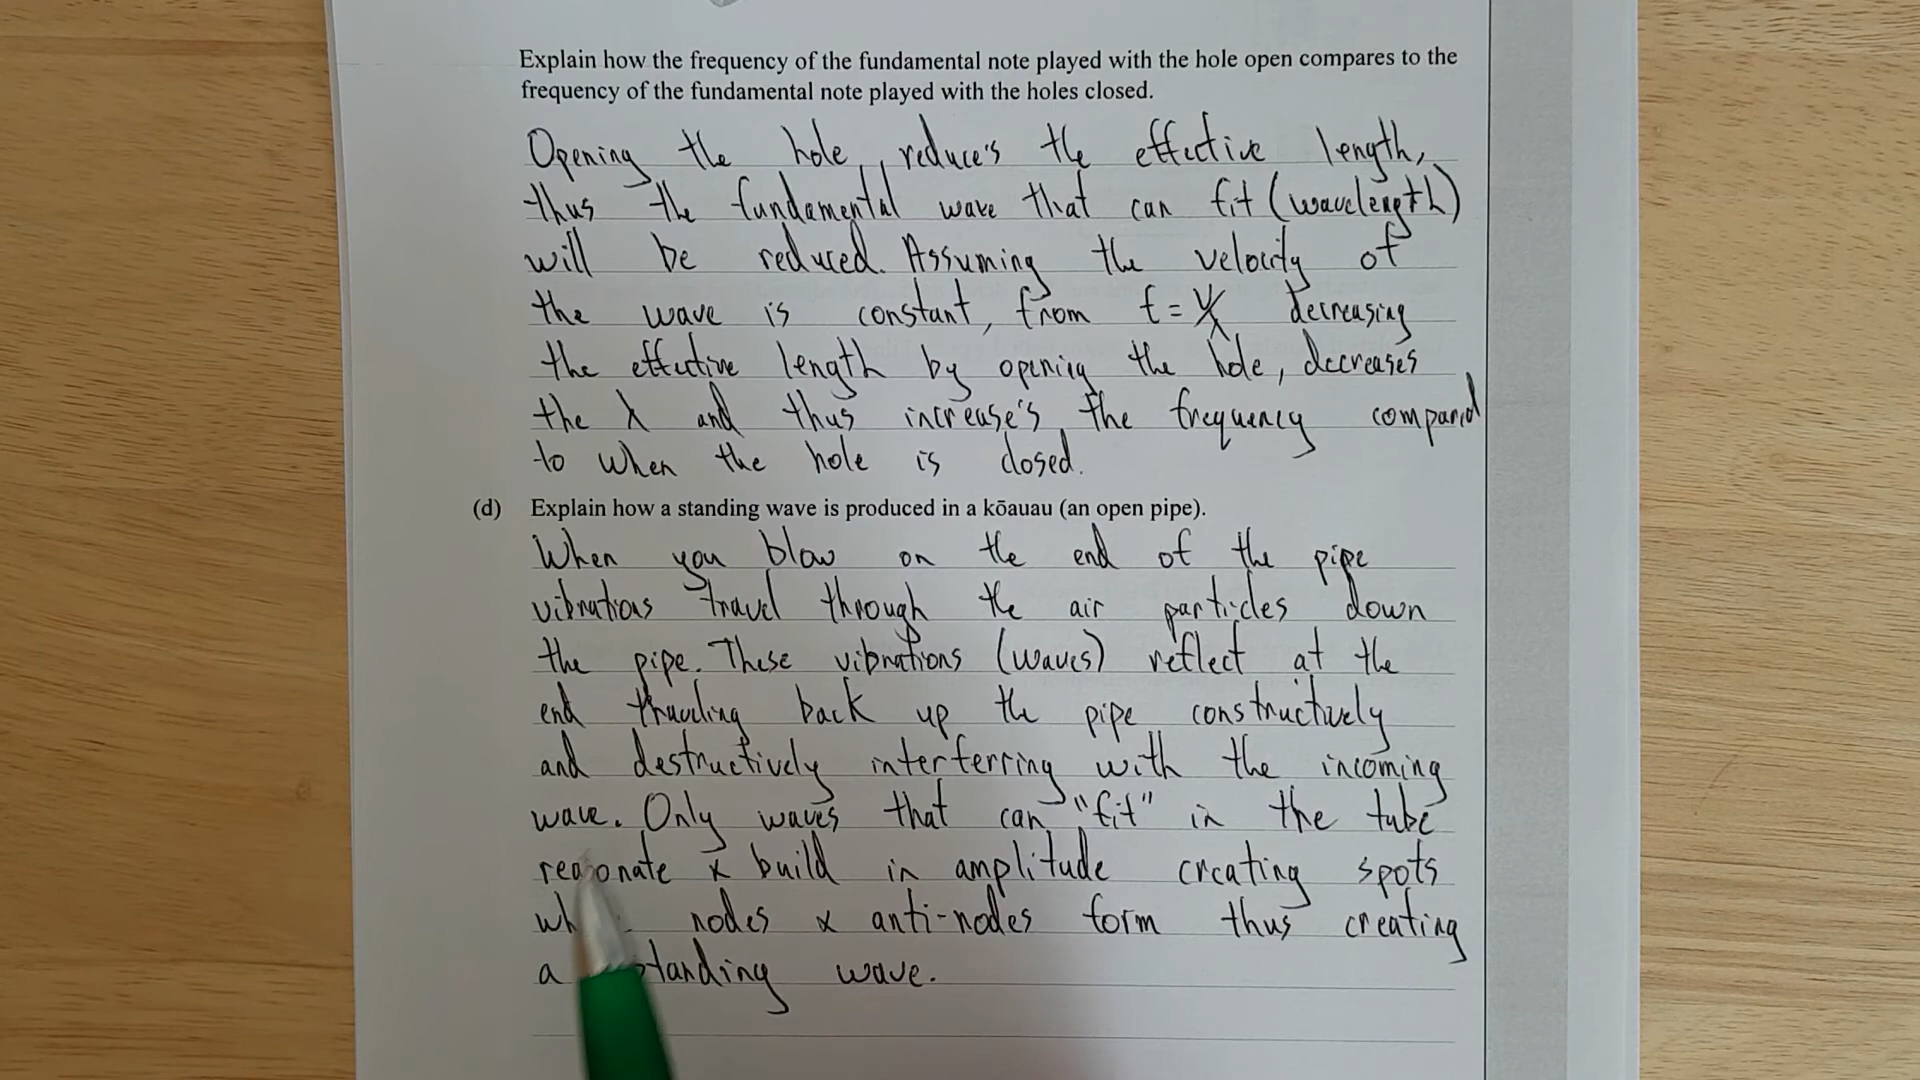 Explain how the frequency of the fundamental note played with the hole open compares to the
frequency of the fundamental note played with the holes closed.
Opening the hole, reduce's the effective length,
thus the fundamental wave that can fit (wavelength)
will be reduced. Assuming the velocity of
the wave is constant, from f = v/λ decreasing
the effective length by opening the hole, decreases
the λ and thus increase's the frequency compared
to when the hole is closed.
(d) Explain how a standing wave is produced in a kōauau (an open pipe).
When you blow on the end of the pipe
vibrations travel through the air particles down
the pipe. These vibrations (waves) reflect at the
end traveling back up the pipe constructively
and destructively interferring with the incoming
wave. Only waves that can "fit" in the tube
resonate & build in amplitude creating spots
nodes & anti-nodes form thus creating
a standing wave.